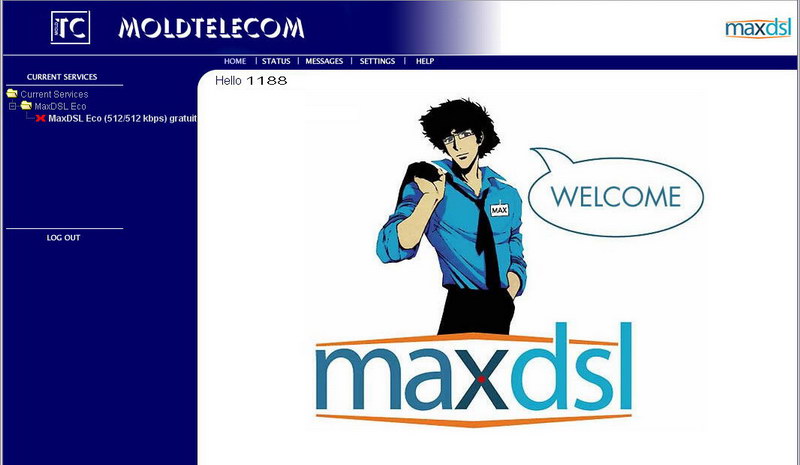 TC MOLDTELECOM
maxdsl
HOME | STATUS | MESSAGES | SETTINGS | HELP
CURRENT SERVICES
Current Services
MaxDSL Eco
MaxDSL Eco (512/512 kbps) gratuit
LOG OUT
Hello 1188
WELCOME
MAX
maxdsl